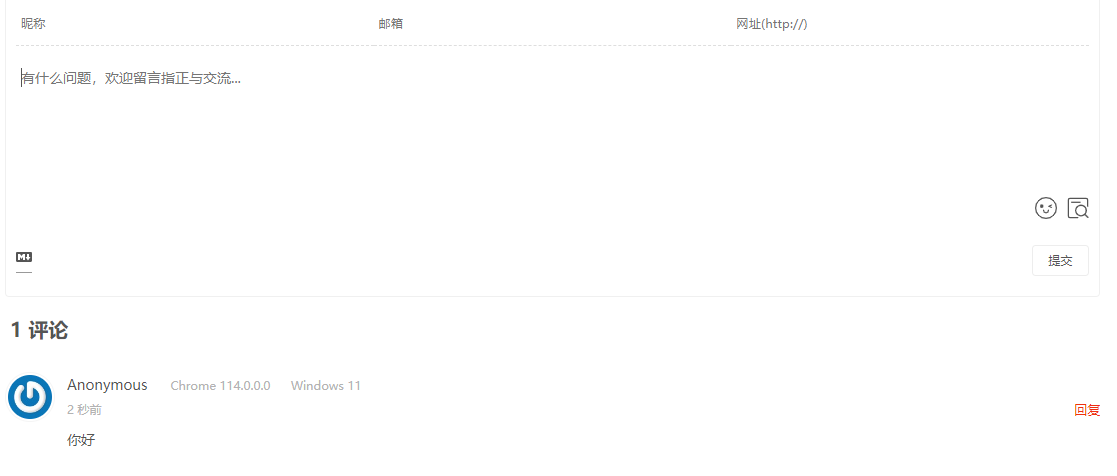 昵称 邮箱 网址(http://)
有什么问题，欢迎留言指正与交流...
M↓
提交
1 评论
Anonymous Chrome 114.0.0.0 Windows 11
2 秒前 回复
你好